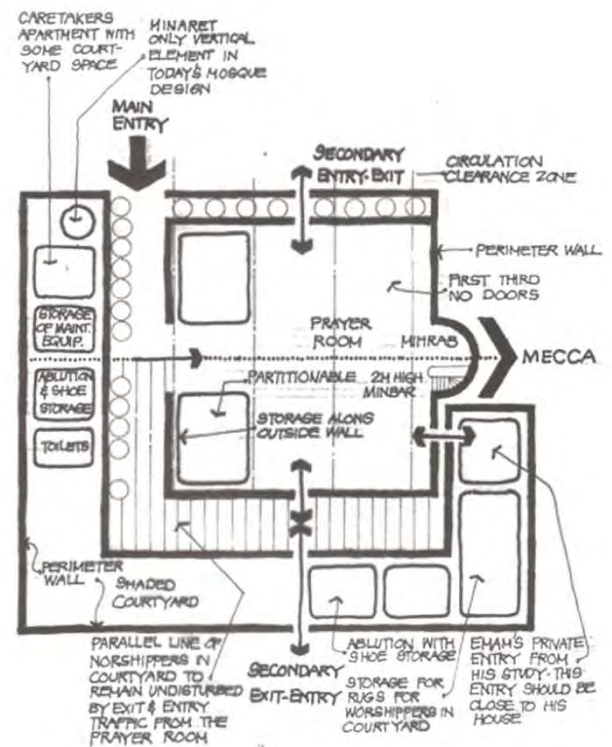 CARETAKERS
APARTMENT WITH
SOME COURT-
YARD SPACE
MINARET
ONLY VERTICAL
ELEMENT IN
TODAY'S MOSQUE
DESIGN
MAIN
ENTRY
SECONDARY
ENTRY-EXIT
CIRCULATION
CLEARANCE ZONE
PERIMETER WALL
FIRST THIRD
NO DOORS
STORAGE
OF MAINT.
EQUIP.
PRAYER
ROOM
MIHRAB
MECCA
ABLUTION
& SHOE
STORAGE
PARTITIONABLE
2M HIGH
MINBAR
STORAGE ALONG
OUTSIDE WALL
TOILETS
PERIMETER
WALL
SHADED
COURTYARD
PARALLEL LINE OF
WORSHIPPERS IN
COURTYARD TO
REMAIN UNDISTURBED
BY EXIT & ENTRY
TRAFFIC FROM THE
PRAYER ROOM
SECONDARY
EXIT-ENTRY
ABLUTION WITH
SHOE STORAGE
STORAGE FOR
RUGS FOR
WORSHIPPERS IN
COURTYARD
EMAM'S PRIVATE
ENTRY FROM
HIS STUDY-THIS
ENTRY SHOULD BE
CLOSE TO HIS
HOUSE